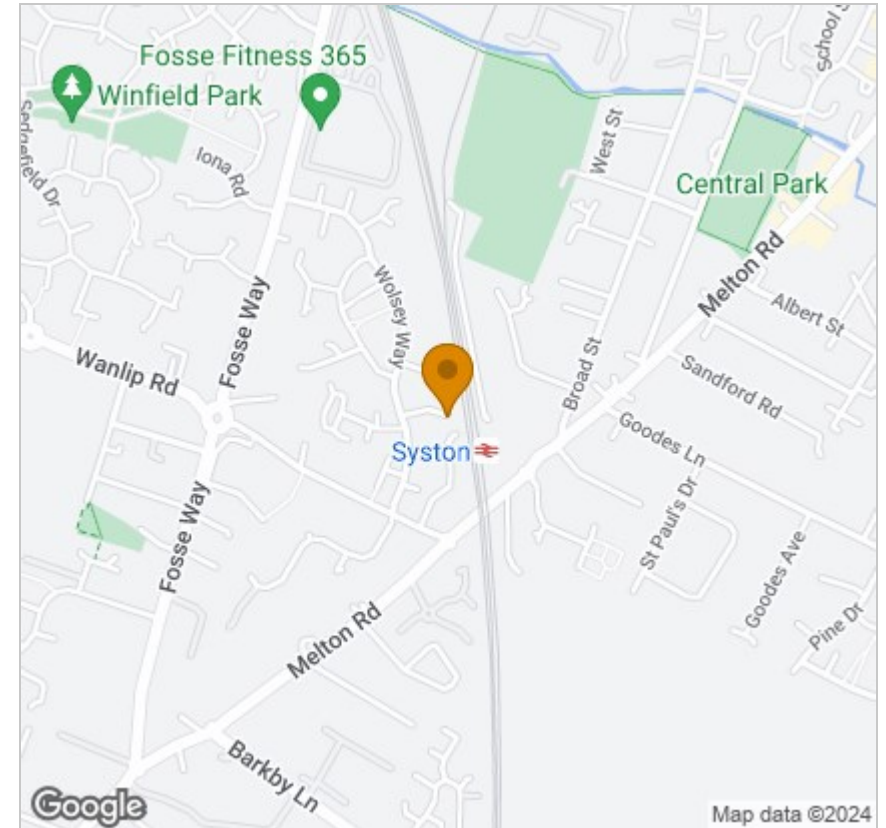 Fosse Fitness 365
Winfield Park
Sedgefield Dr
Iona Rd
School S
West St
Central Park
Melton Rd
Wolsey Way
Fosse Way
Albert St
Wanlip Rd
Broad St
Sandford Rd
Syston
Goodes Ln
St Paul's Dr
Fosse Way
Goodes Ave
Pine Dr
Melton Rd
Barkby Ln
Google
Map data ©2024